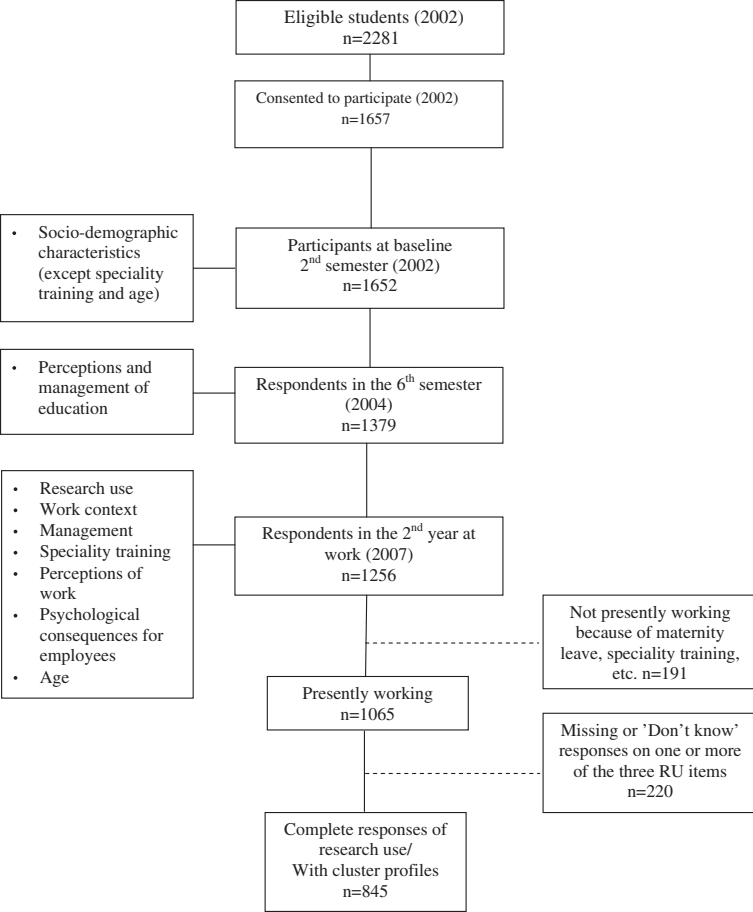 Eligible students (2002)
n=2281
Consented to participate (2002)
n=1657
• Socio-demographic
characteristics
(except speciality
training and age)
Participants at baseline
2nd semester (2002)
n=1652
• Perceptions and
management of
education
Respondents in the 6th semester
(2004)
n=1379
• Research use
• Work context
• Management
• Speciality training
• Perceptions of
work
• Psychological
consequences for
employees
• Age
Respondents in the 2nd year at
work (2007)
n=1256
Not presently working
because of maternity
leave, speciality training,
etc. n=191
Presently working
n=1065
Missing or 'Don't know'
responses on one or more
of the three RU items
n=220
Complete responses of
research use/
With cluster profiles
n=845